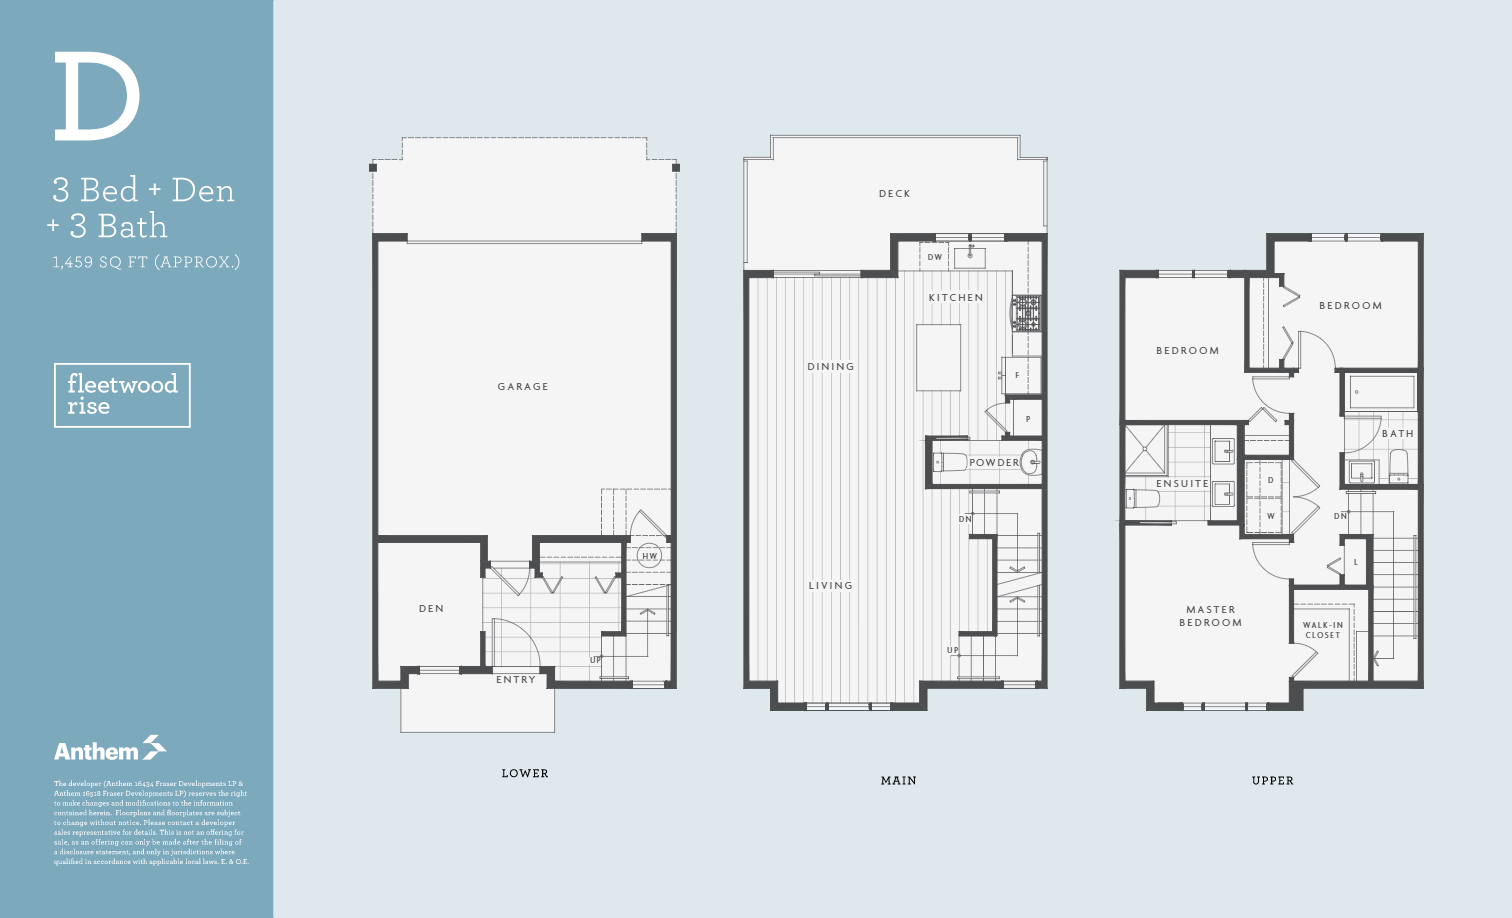 D
3 Bed + Den
+ 3 Bath
1,459 SQ FT (APPROX.)
fleetwood
rise
Anthem
The developer (Anthem 16434 Fraser Developments LP &
Anthem 16518 Fraser Developments LP) reserves the right
to make changes and modifications to the information
contained herein. Floorplans and floorplates are subject
to change without notice. Please contact a developer
sales representative for details. This is not an offering for
sale, as an offering can only be made after the filing of
a disclosure statement, and only in jurisdictions where
qualified in accordance with applicable local laws. E. & O.E.
GARAGE
HW
DEN
UP
ENTRY
LOWER
DECK
DW
KITCHEN
DINING
F
P
POWDER
DN
LIVING
UP
MAIN
BEDROOM
BEDROOM
BATH
ENSUITE
D
W
DN
L
MASTER
BEDROOM
WALK-IN
CLOSET
UPPER